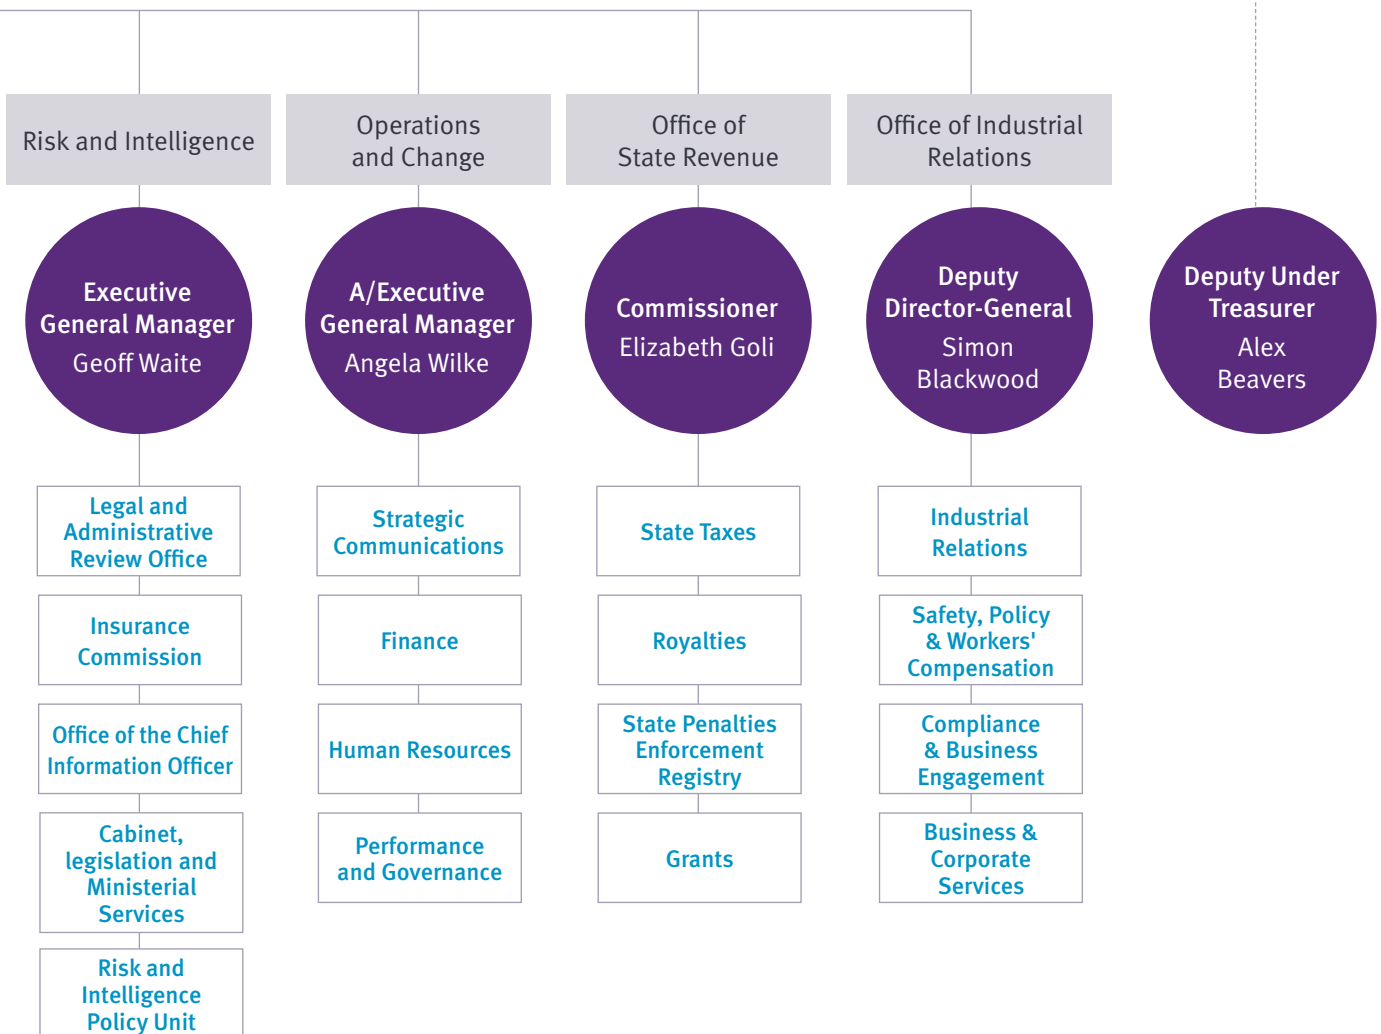 Risk and Intelligence
Operations
and Change
Office of
State Revenue
Office of Industrial
Relations
Executive
General Manager
Geoff Waite
A/Executive
General Manager
Angela Wilke
Commissioner
Elizabeth Goli
Deputy
Director-General
Simon
Blackwood
Deputy Under
Treasurer
Alex
Beavers
Legal and
Administrative
Review Office
Insurance
Commission
Office of the Chief
Information Officer
Cabinet,
legislation and
Ministerial
Services
Risk and
Intelligence
Policy Unit
Strategic
Communications
Finance
Human Resources
Performance
and Governance
State Taxes
Royalties
State Penalties
Enforcement
Registry
Grants
Industrial
Relations
Safety, Policy
& Workers'
Compensation
Compliance
& Business
Engagement
Business &
Corporate
Services